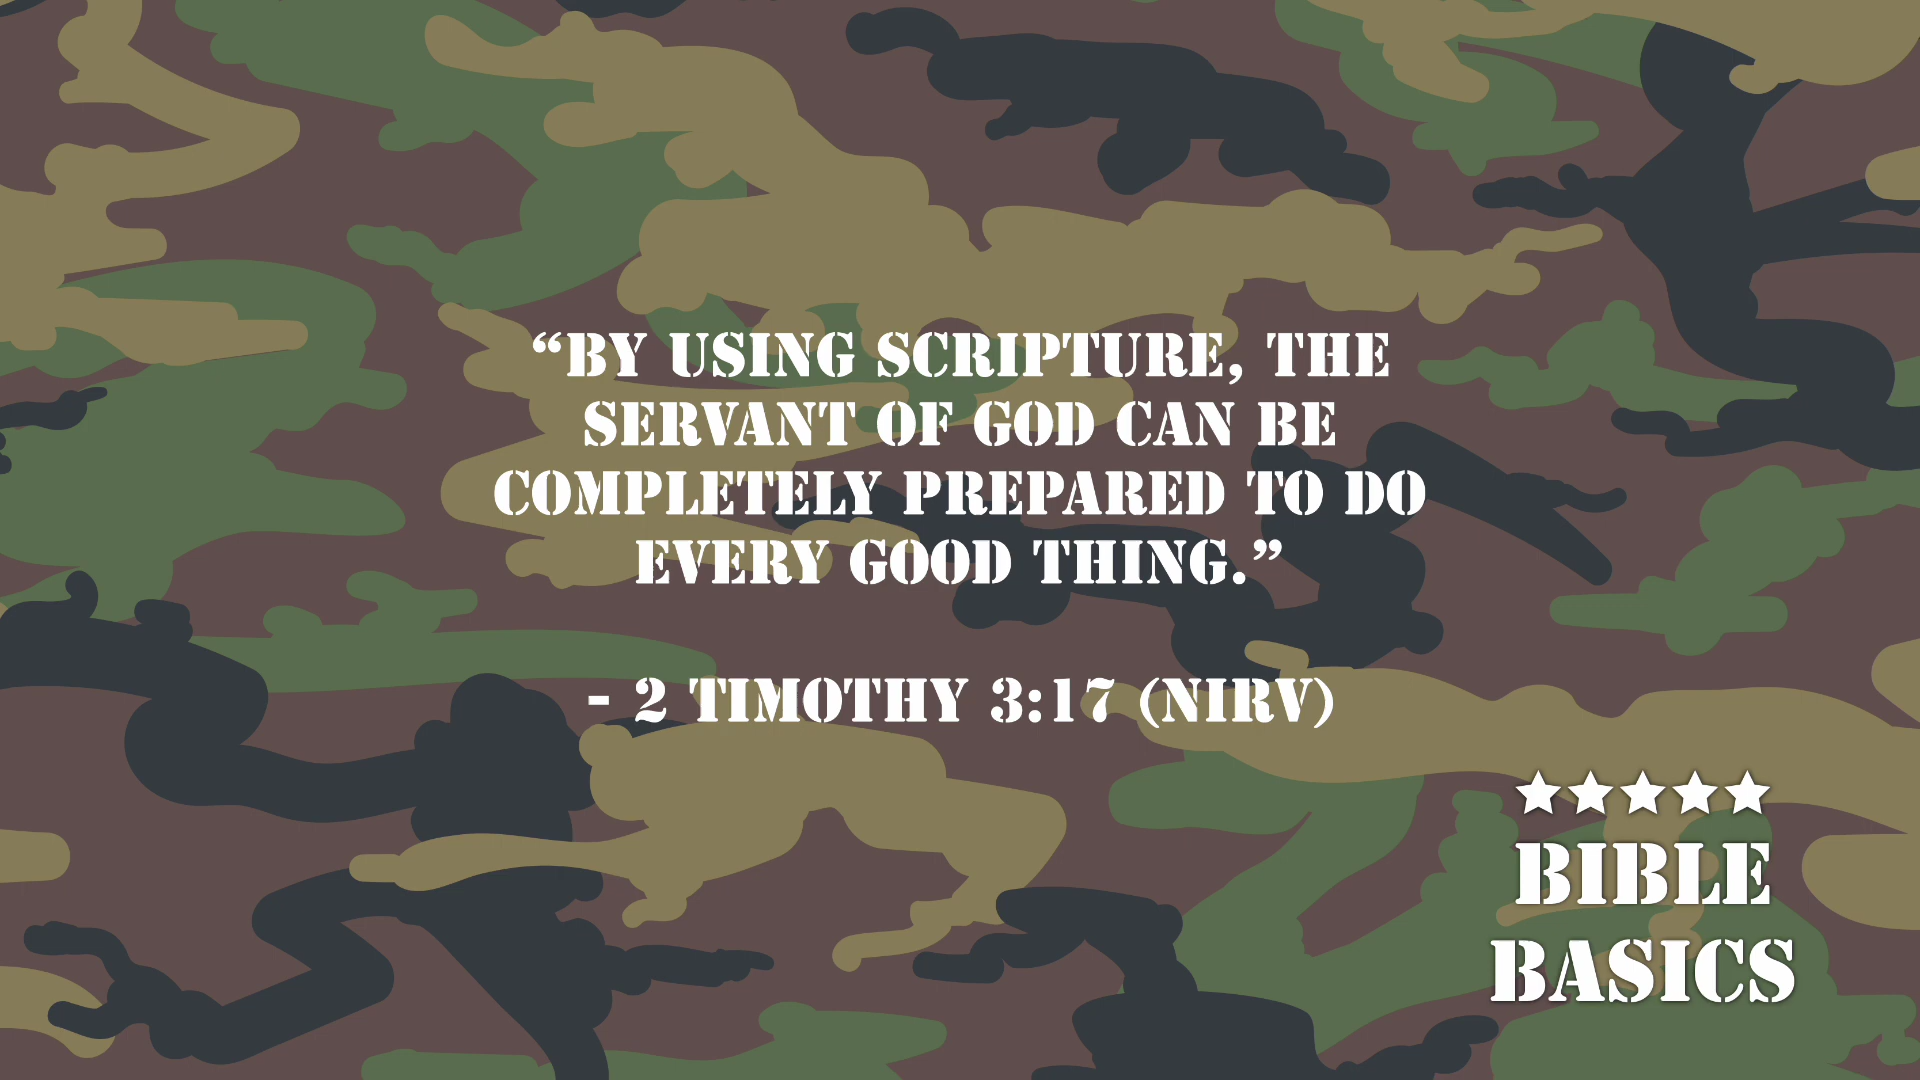 “BY USING SCRIPTURE, THE
SERVANT OF GOD CAN BE
COMPLETELY PREPARED TO DO
EVERY GOOD THING.”
- 2 TIMOTHY 3:17 (NIRV)
BIBLE
BASICS